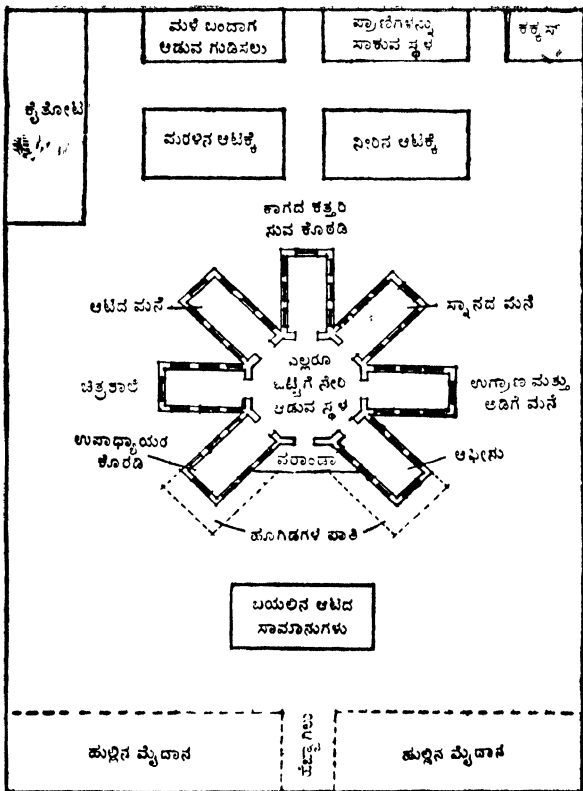 ಮಳೆ ಬಂದಾಗ
ಆಡುವ ಗುಡಿಸಲು
ಪ್ರಾಣಿಗಳನ್ನು
ಸಾಕುವ ಸ್ಥಳ
ಕಕ್ಕಸ್
ಕೈತೋಟ
ಮರಳಿನ ಆಟಕ್ಕೆ
ನೀರಿನ ಆಟಕ್ಕೆ
ಕಾಗದ ಕತ್ತರಿ
ಸುವ ಕೊಠಡಿ
ಆಟದ ಮನೆ
ಸ್ನಾನದ ಮನೆ
ಎಲ್ಲರೂ
ಒಟ್ಟಿಗೆ ಸೇರಿ
ಆಡುವ ಸ್ಥಳ
ಚಿತ್ರಶಾಲೆ
ಉಗ್ರಾಣ ಮತ್ತು
ಅಡಿಗೆ ಮನೆ
ಉಪಾಧ್ಯಾಯರ
ಕೊಠಡಿ
ವರಾಂಡಾ
ಆಫೀಸು
ಹೂಗಿಡಗಳ ಪಾತಿ
ಬಯಲಿನ ಆಟದ
ಸಾಮಾನುಗಳು
ಹುಲ್ಲಿನ ಮೈದಾನ
ಹೆಬ್ಬಾಗಿಲು
ಹುಲ್ಲಿನ ಮೈದಾನ